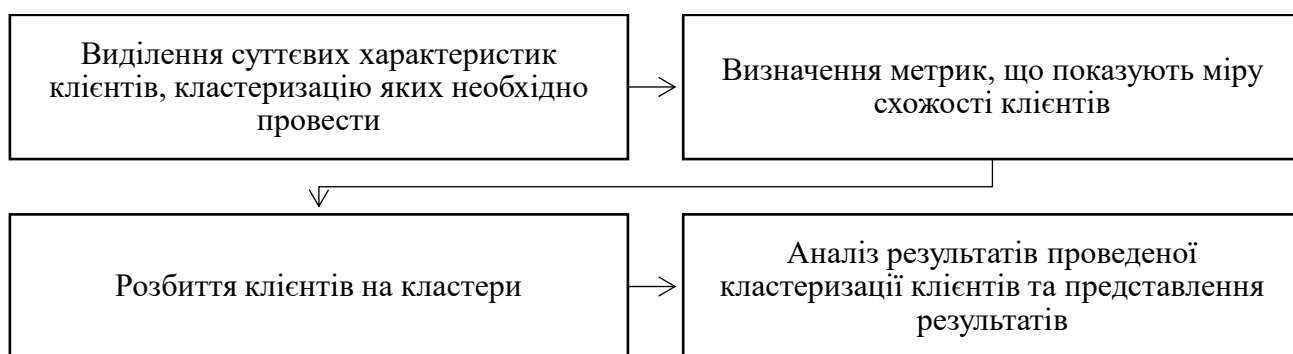 Виділення суттєвих характеристик
клієнтів, кластеризацію яких необхідно
провести
Визначення метрик, що показують міру
схожості клієнтів
Розбиття клієнтів на кластери
Аналіз результатів проведеної
кластеризації клієнтів та представлення
результатів